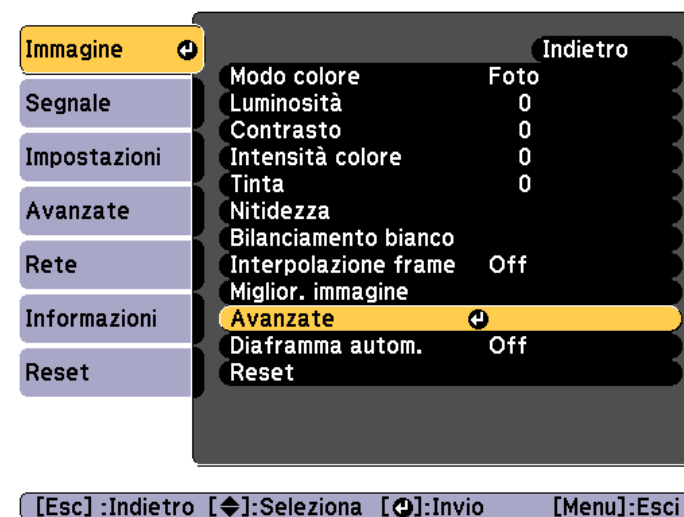 Immagine
Segnale
Impostazioni
Avanzate
Rete
Informazioni
Reset
Indietro
Modo colore Foto
Luminosità 0
Contrasto 0
Intensità colore 0
Tinta 0
Nitidezza
Bilanciamento bianco
Interpolazione frame Off
Miglior. immagine
Avanzate
Diaframma autom. Off
Reset
[Esc] :Indietro [◆]:Seleziona [↵]:Invio [Menu]:Esci